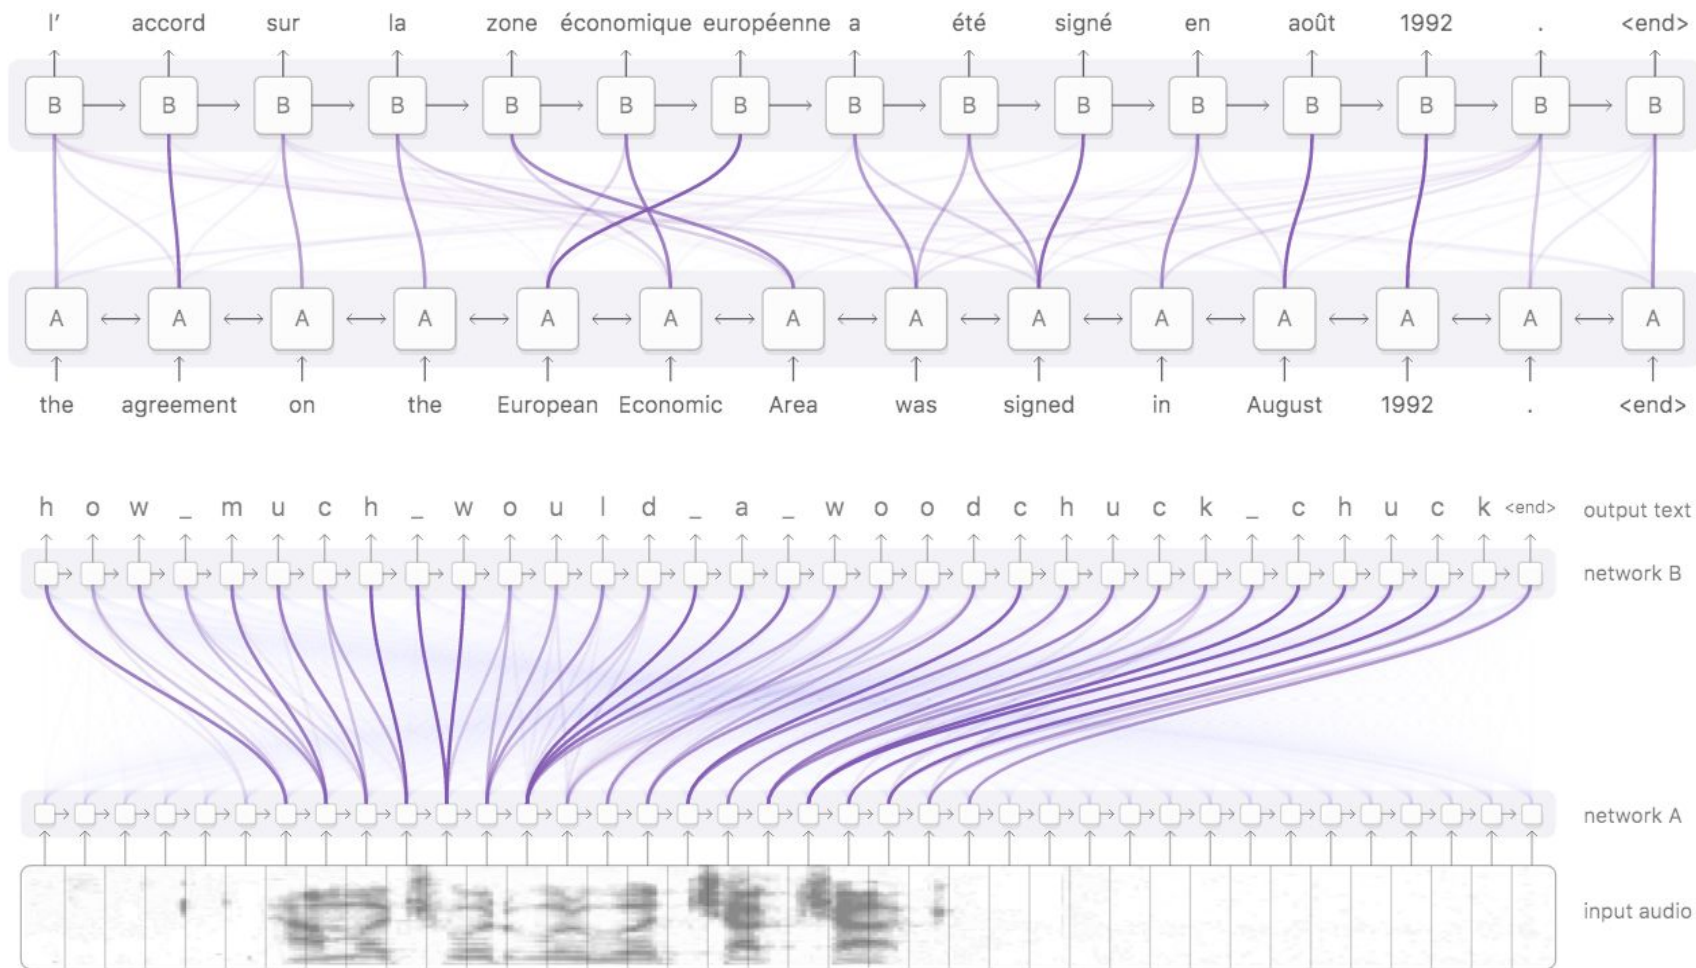 l’ accord sur la zone économique européenne a été signé en août 1992 . <end>
B B B B B B B B B B B B B B B
A A A A A A A A A A A A A A
the agreement on the European Economic Area was signed in August 1992 . <end>
h o w _ m u c h _ w o u l d _ a _ w o o d c h u c k _ c h u c k <end> output text
network B
network A
input audio